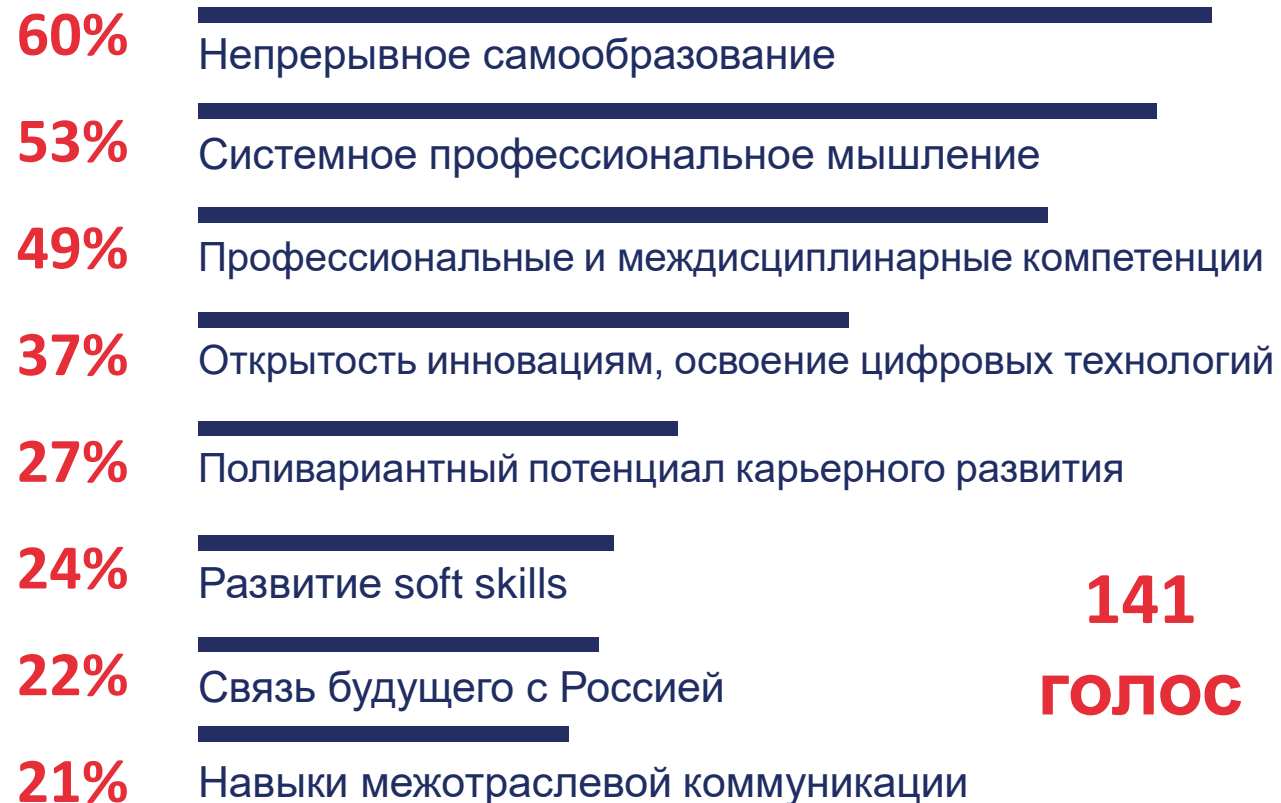 60%
Непрерывное самообразование
53%
Системное профессиональное мышление
49%
Профессиональные и междисциплинарные компетенции
37%
Открытость инновациям, освоение цифровых технологий
27%
Поливариантный потенциал карьерного развития
24%
Развитие soft skills
22%
Связь будущего с Россией
21%
Навыки межотраслевой коммуникации
141
голос